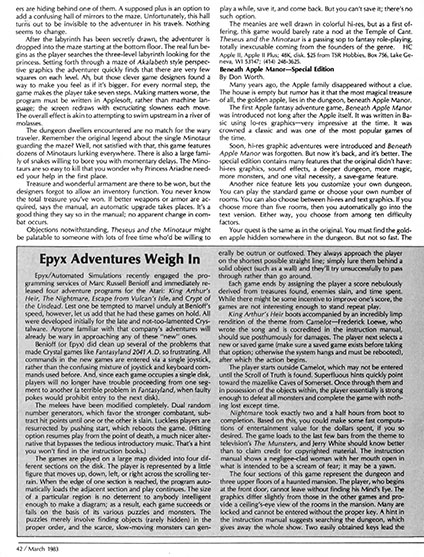 ers are hiding behind one of them. A supposed plus is an option to
add a confusing hall of mirrors to the maze. Unfortunately, this hall
turns out to be invisible to the adventurer in his travels. Nothing
seems to change.
After the labyrinth has been secretly drawn, the adventurer is
dropped into the maze starting at the bottom floor. The real fun be-
gins as the player searches the three-level labyrinth looking for the
princess. Setting forth through a maze of Akalabeth style perspec-
tive graphics the adventurer quickly finds that there are very few
squares on each level. Ah, but those clever game designers found a
way to make you feel as if it's bigger. For every normal step, the
game makes the player take seven steps. Making matters worse, the
program must be written in Applesoft, rather than machine lan-
guage; the screen redraws with excruciating slowness each move.
The overall effect is akin to attempting to swim upstream in a river of
molasses.
The dungeon dwellers encountered are no match for the wary
traveler. Remember the original legend about the single Minotaur
guarding the maze? Well, not satisfied with that, this game features
dozens of Minotaurs lurking everywhere. There is also a large fami-
ly of snakes willing to bore you with momentary delays. The Mino-
taurs are so easy to kill that you wonder why Princess Ariadne need-
ed your help in the first place.
Treasure and wonderful armament are there to be won, but the
designers forgot to allow an inventory function. You never know
the total treasure you've won. If better weapons or armor are ac-
quired, says the manual, an automatic upgrade takes place. It's a
good thing they say so in the manual; no apparent change in com-
bat occurs.
Objections notwithstanding, Theseus and the Minotaur might
be palatable to someone with lots of free time who'd be willing to
play a while, save it, and come back. But you can't save it; there's no
such option.
The meanies are well drawn in colorful hi-res, but as a first of-
fering, this game would barely rate a nod at the Temple of Cant.
Theseus and the Minotaur is a passing sop to fantasy role-playing,
totally inexcusable coming from the founders of the genre. HC
Apple II, Apple II Plus; 48K, disk. $25 from TSR Hobbies, Box 756, Lake Ge-
neva, WI 53147; (414) 248-3625.
Beneath Apple Manor—Special Edition
By Don Worth.
Many years ago, the Apple family disappeared without a clue.
The house is empty but rumor has it that the most magical treasure
of all, the golden apple, lies in the dungeon, beneath Apple Manor.
The first Apple fantasy adventure game, Beneath Apple Manor
was introduced not long after the Apple itself. It was written in Ba-
sic using lo-res graphics—very impressive at the time. It was
crowned a classic and was one of the most popular games of
the time.
Soon, hi-res graphic adventures were introduced and Beneath
Apple Manor was forgotten. But now it's back, and it's better. The
special edition contains many features that the original didn't have:
hi-res graphics, sound effects, a deeper dungeon, more magic,
more monsters, and one vital necessity, a save-game feature.
Another nice feature lets you customize your own dungeon.
You can play the standard game or choose your own number of
rooms. You can also choose between hi-res and text graphics. If you
choose more than five rooms, then you automatically go into the
text version. Either way, you choose from among ten difficulty
factors.
Your quest is the same as in the original. You must find the gold-
en apple hidden somewhere in the dungeon. But not so fast. The
Epyx Adventures Weigh In
Epyx/Automated Simulations recently engaged the pro-
gramming services of Marc Russell Benioff and immediately re-
leased four adventure programs for the Atari: King Arthur's
Heir, The Nightmare, Escape from Vulcan's Isle, and Crypt of
the Undead. Lest one be tempted to marvel unduly at Benioff's
speed, however, let us add that he had these games on hold. All
were developed initially for the late and not-too-lamented Crys-
talware. Anyone familiar with that company's adventures will
already be wary in approaching any of these "new" ones.
Benioff (or Epyx) did clean up several of the problems that
made Crystal games like Fantasyland 2041 A.D. so frustrating. All
commands in the new games are entered via a single joystick,
rather than the confusing mixture of joystick and keyboard com-
mands used before. And, since each game occupies a single disk,
players will no longer have trouble proceeding from one seg-
ment to another (a terrible problem in Fantasyland, when faulty
pokes would prohibit entry to the next disk).
The melees have been modified completely. Dual random
number generators, which favor the stronger combatant, sub-
tract hit points until one or the other is slain. Luckless players are
resurrected by pushing start, which reboots the game. (Hitting
option resumes play from the point of death, a much nicer alter-
native that bypasses the tedious introductory music. That's a hint
you won't find in the instruction books.)
The games are played on a large map divided into four dif-
ferent sections on the disk. The player is represented by a little
figure that moves up, down, left, or right across the scrolling ter-
rain. When the edge of one section is reached, the program auto-
matically loads the adjacent section and play continues. The size
of a particular region is no deterrent to anybody intelligent
enough to make a diagram; as a result, each game succeeds or
fails on the basis of its various puzzles and monsters. The
puzzles merely involve finding objects (rarely hidden) in the
proper order, and the scarce, slow-moving monsters can gen-
erally be outrun or outfoxed. They always approach the player
on the shortest possible straight line; simply lure them behind a
solid object (such as a wall) and they'll try unsuccessfully to pass
through rather than go around.
Each game ends by assigning the player a score nebulously
derived from treasures found, enemies slain, and time spent.
While there might be some incentive to improve one's score, the
games are not interesting enough to stand repeat play.
King Arthur's Heir boots accompanied by an incredibly limp
rendition of the theme from Camelot—Frederick Loewe, who
wrote the song and is accredited in the instruction manual,
should sue posthumously for damages. The player next selects a
new or saved game (make sure a saved game exists before taking
that option; otherwise the system hangs and must be rebooted),
after which the action begins.
The player starts outside Camelot, which may not be entered
until the Scroll of Truth is found. Superfluous hints quickly point
toward the mazelike Caves of Somerset. Once through them and
in possession of the objects within, the player essentially is strong
enough to defeat all monsters and complete the game with noth-
ing lost except time.
Nightmare took exactly two and a half hours from boot to
completion. Based on this, you could make some fast computa-
tions of entertainment value for the dollars spent, if you so
desired. The game loads to the last few bars from the theme to
television's The Munsters, and Jerry White should know better
than to claim credit for copyrighted material. The instruction
manual shows a negligee-clad woman with her mouth open in
what is intended to be a scream of fear; it may be a yawn.
The four sections of this game represent the dungeon and
three upper floors of a haunted mansion. The player, who begins
at the front door, cannot leave without finding His Mind's Eye. The
graphics differ slightly from those in the other games and pro-
vide a ceiling's-eye view of the rooms in the mansion. Many are
locked and cannot be entered without the proper key. A hint in
the instruction manual suggests searching the dungeon, which
gives away the whole show. Two easily obtained keys lead the
42 / March 1983